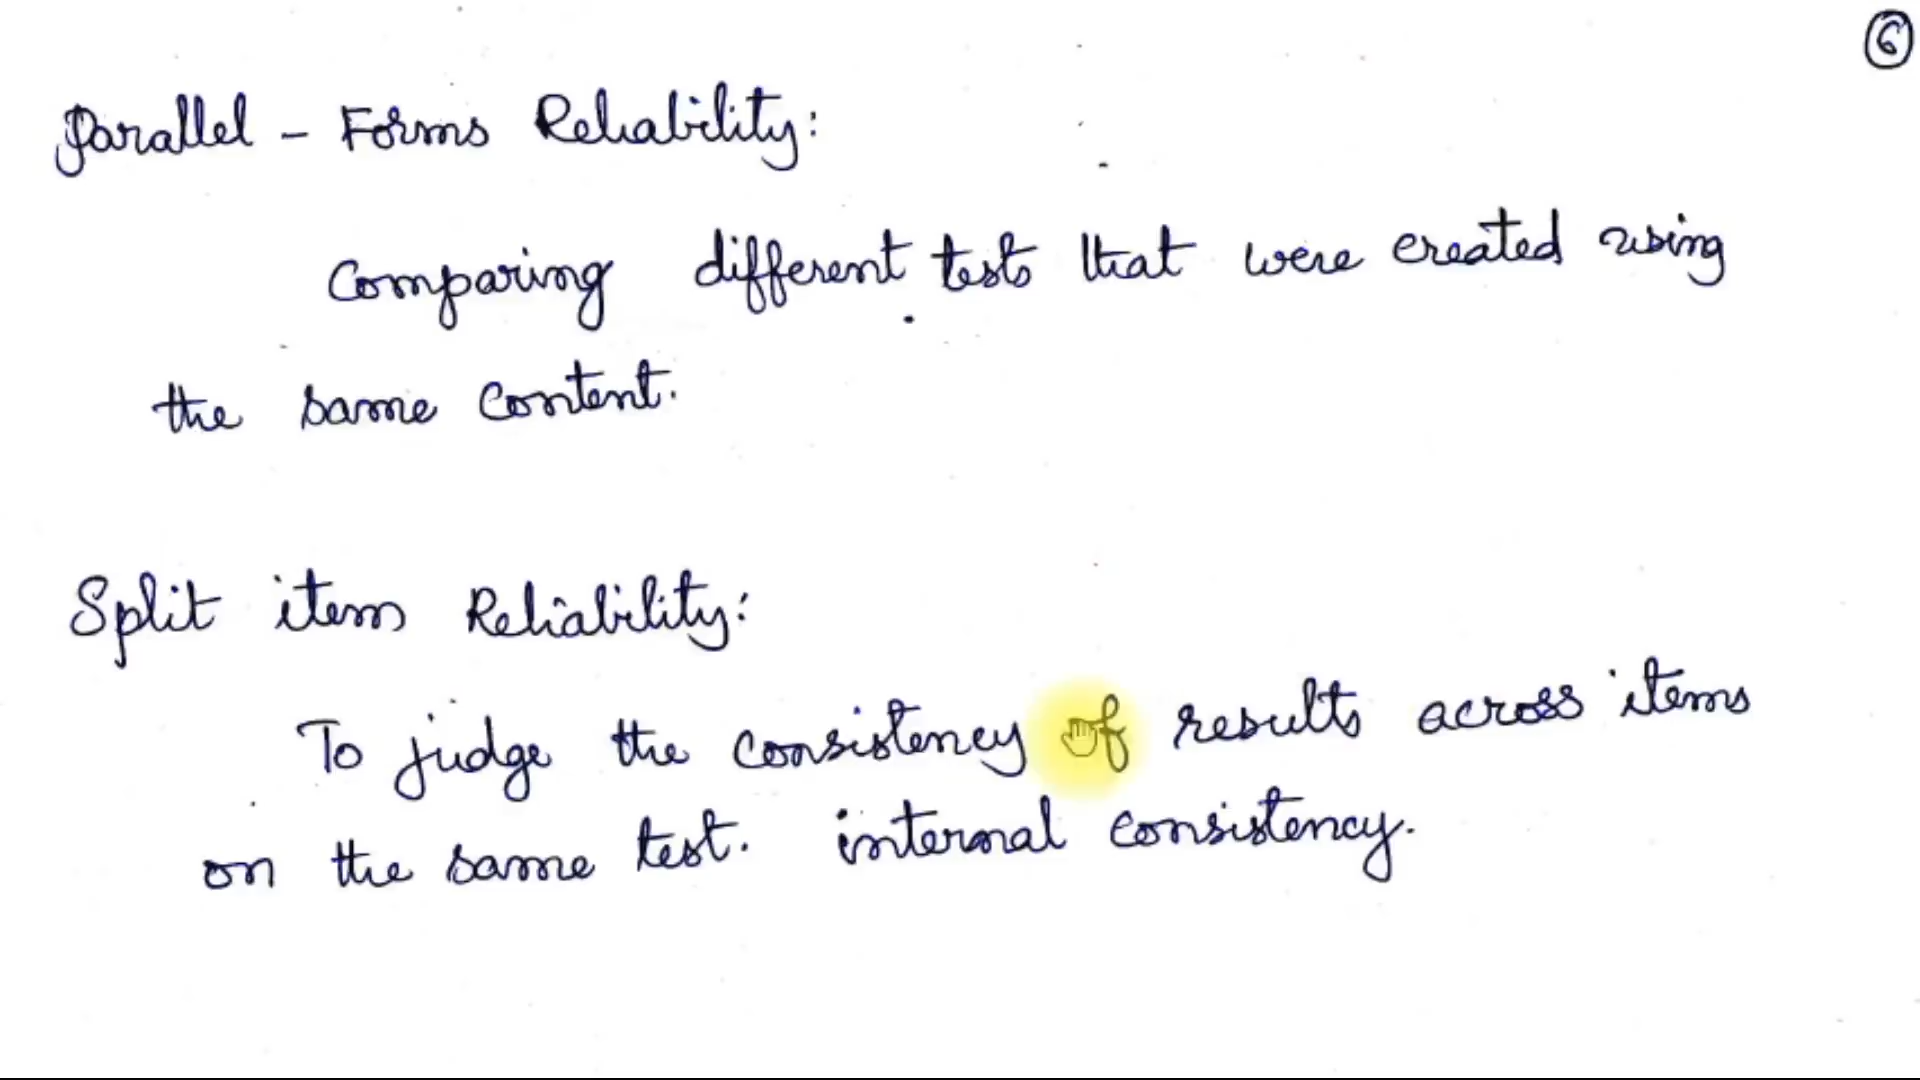 6
Parallel - Forms Reliability:
Comparing different tests that were created using
the same content.
Split item Reliability:
To judge the consistency of results across items
on the same test. internal consistency.